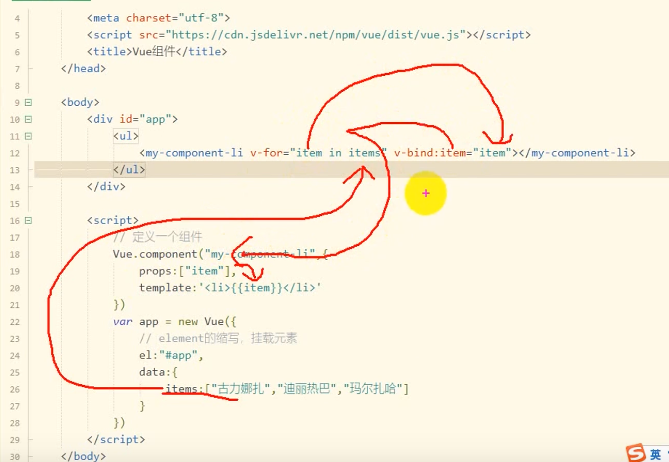 4 <meta charset="utf-8">
5 <script src="https://cdn.jsdelivr.net/npm/vue/dist/vue.js"></script>
6 <title>Vue组件</title>
7 </head>
8
9 <body>
10 <div id="app">
11 <ul>
12 <my-component-li v-for="item in items" v-bind:item="item"></my-component-li>
13 </ul>
14 </div>
15
16 <script>
17 // 定义一个组件
18 Vue.component("my-component-li",{
19 props:["item"],
20 template:'<li>{{item}}</li>'
21 })
22 var app = new Vue({
23 // element的缩写，挂载元素
24 el:"#app",
25 data:{
26 items:["古力娜扎","迪丽热巴","玛尔扎哈"]
27 }
28 })
29 </script>
30 </body>
S 英